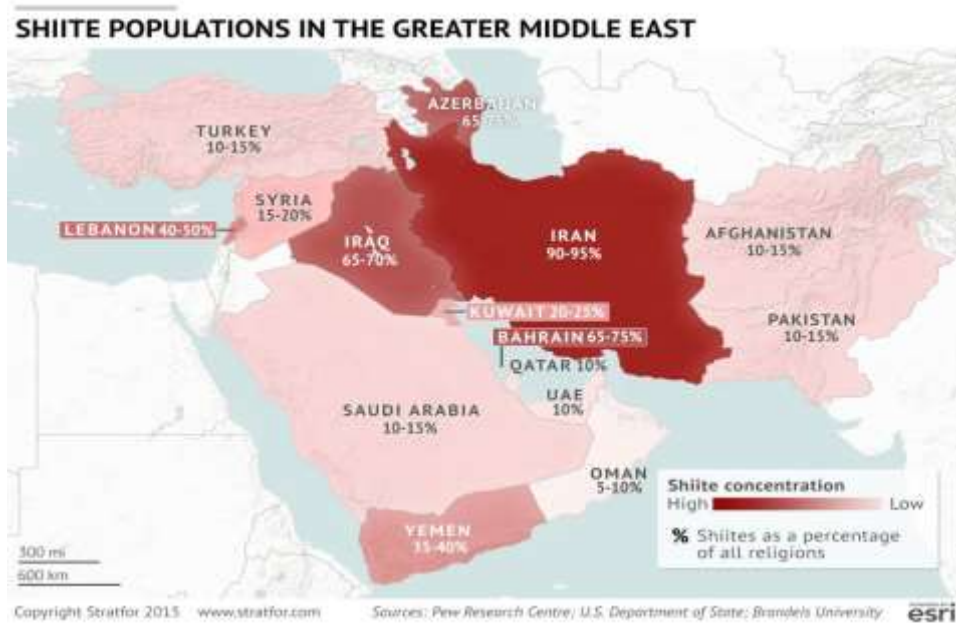 SHIITE POPULATIONS IN THE GREATER MIDDLE EAST
AZERBAIJAN
65-75%
TURKEY
10-15%
SYRIA
15-20%
LEBANON 40-50%
IRAQ
65-70%
IRAN
90-95%
AFGHANISTAN
10-15%
KUWAIT 20-25%
PAKISTAN
10-15%
BAHRAIN 65-75%
QATAR 10%
UAE
10%
SAUDI ARABIA
10-15%
OMAN
5-10%
YEMEN
35-40%
Shiite concentration
High Low
% Shiites as a percentage
of all religions
300 mi
600 km
Copyright Stratfor 2015 www.stratfor.com Sources: Pew Research Centre; U.S. Department of State; Brandeis University
esri